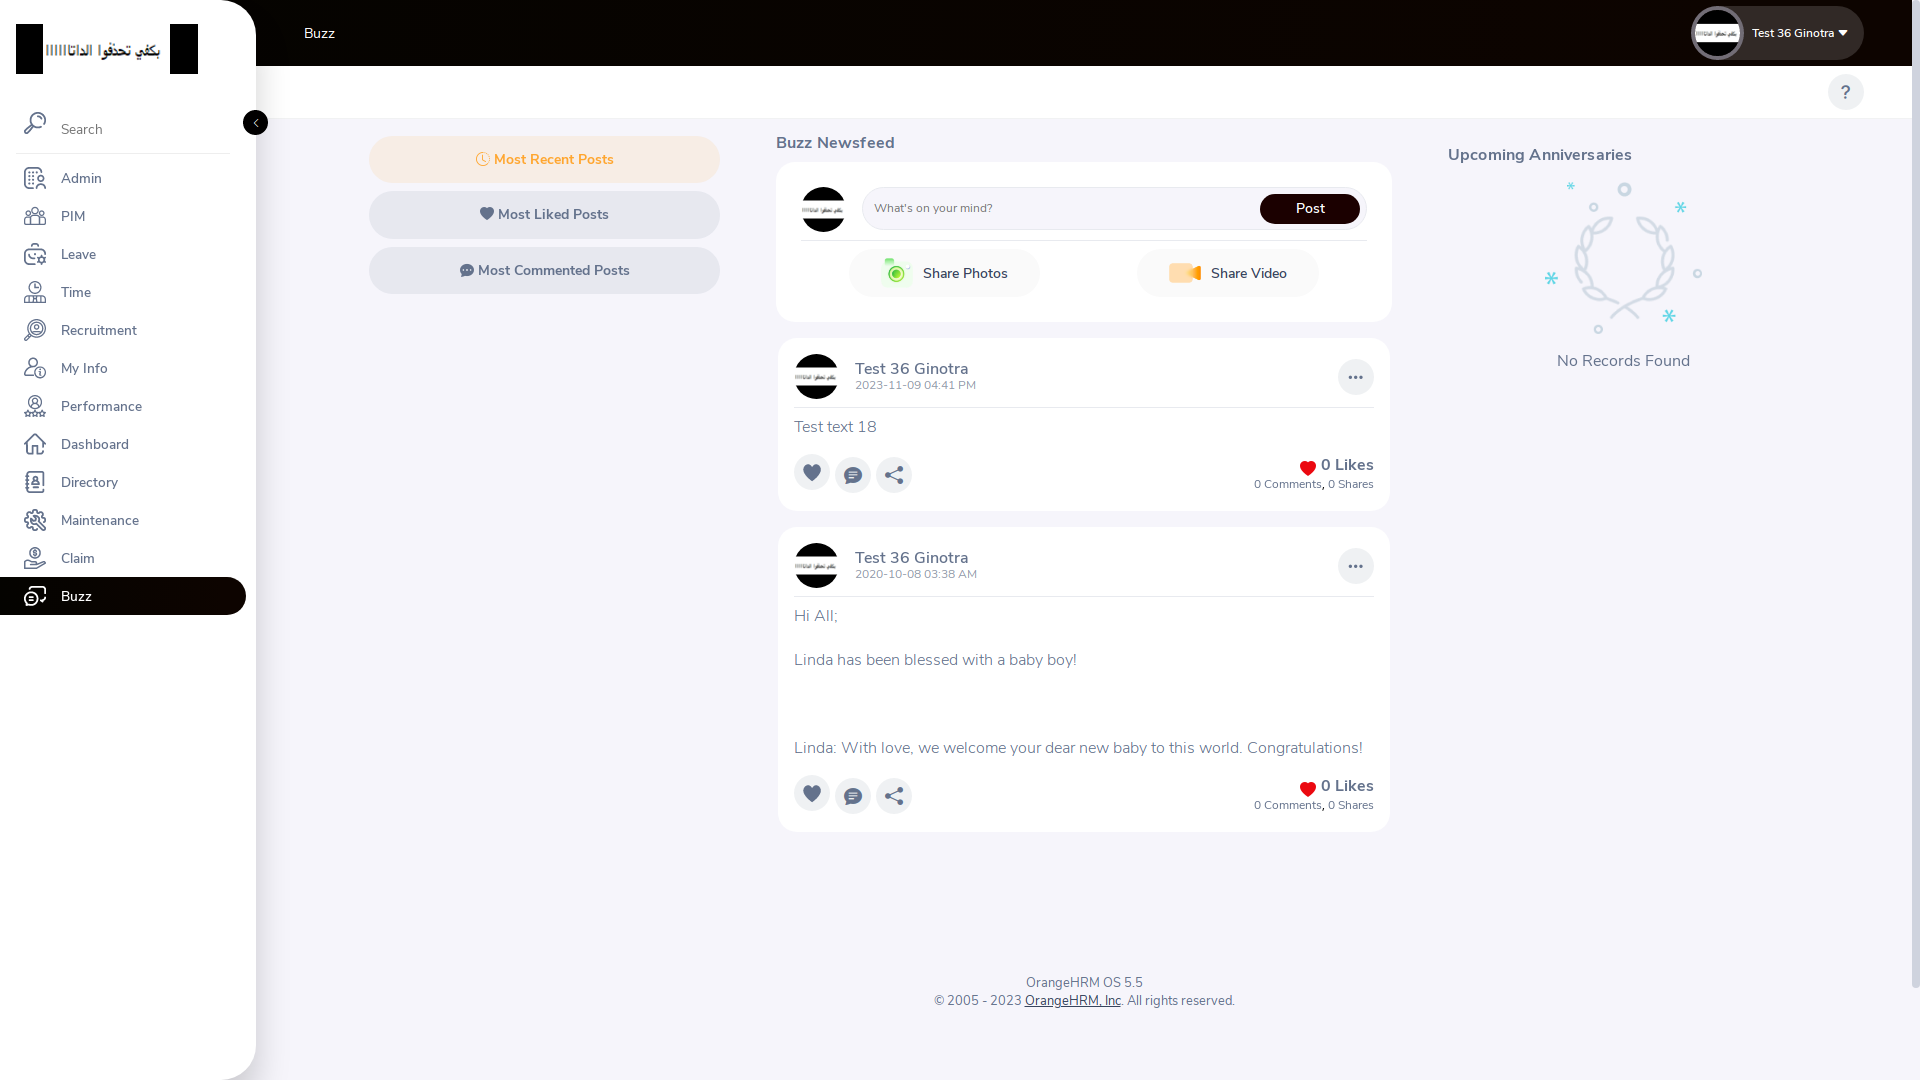 بكفي تحذفوا الداتااااااا
Search
Admin
PIM
Leave
Time
Recruitment
My Info
Performance
Dashboard
Directory
Maintenance
Claim
Buzz
Buzz
Test 36 Ginotra
?
Most Recent Posts
Most Liked Posts
Most Commented Posts
Buzz Newsfeed
What's on your mind?
Post
Share Photos
Share Video
Test 36 Ginotra
2023-11-09 04:41 PM
Test text 18
0 Likes
0 Comments, 0 Shares
Test 36 Ginotra
2020-10-08 03:38 AM
Hi All;
Linda has been blessed with a baby boy!
Linda: With love, we welcome your dear new baby to this world. Congratulations!
0 Likes
0 Comments, 0 Shares
Upcoming Anniversaries
No Records Found
OrangeHRM OS 5.5
© 2005 - 2023 OrangeHRM, Inc. All rights reserved.